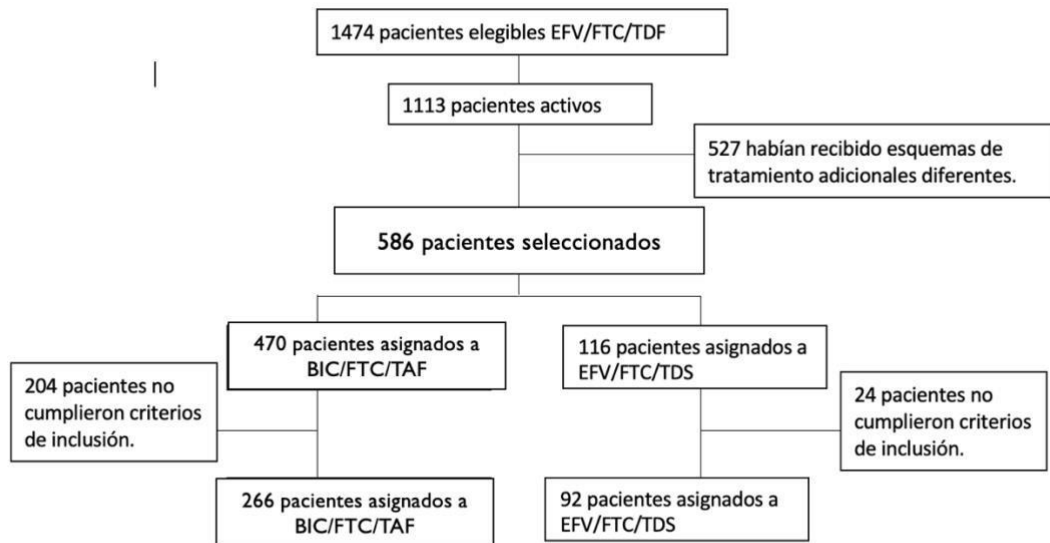 1474 pacientes elegibles EFV/FTC/TDF
1113 pacientes activos
527 habían recibido esquemas de
tratamiento adicionales diferentes.
586 pacientes seleccionados
470 pacientes asignados a
BIC/FTC/TAF
116 pacientes asignados a
EFV/FTC/TDS
204 pacientes no
cumplieron criterios
de inclusión.
24 pacientes no
cumplieron criterios
de inclusión.
266 pacientes asignados a
BIC/FTC/TAF
92 pacientes asignados a
EFV/FTC/TDS